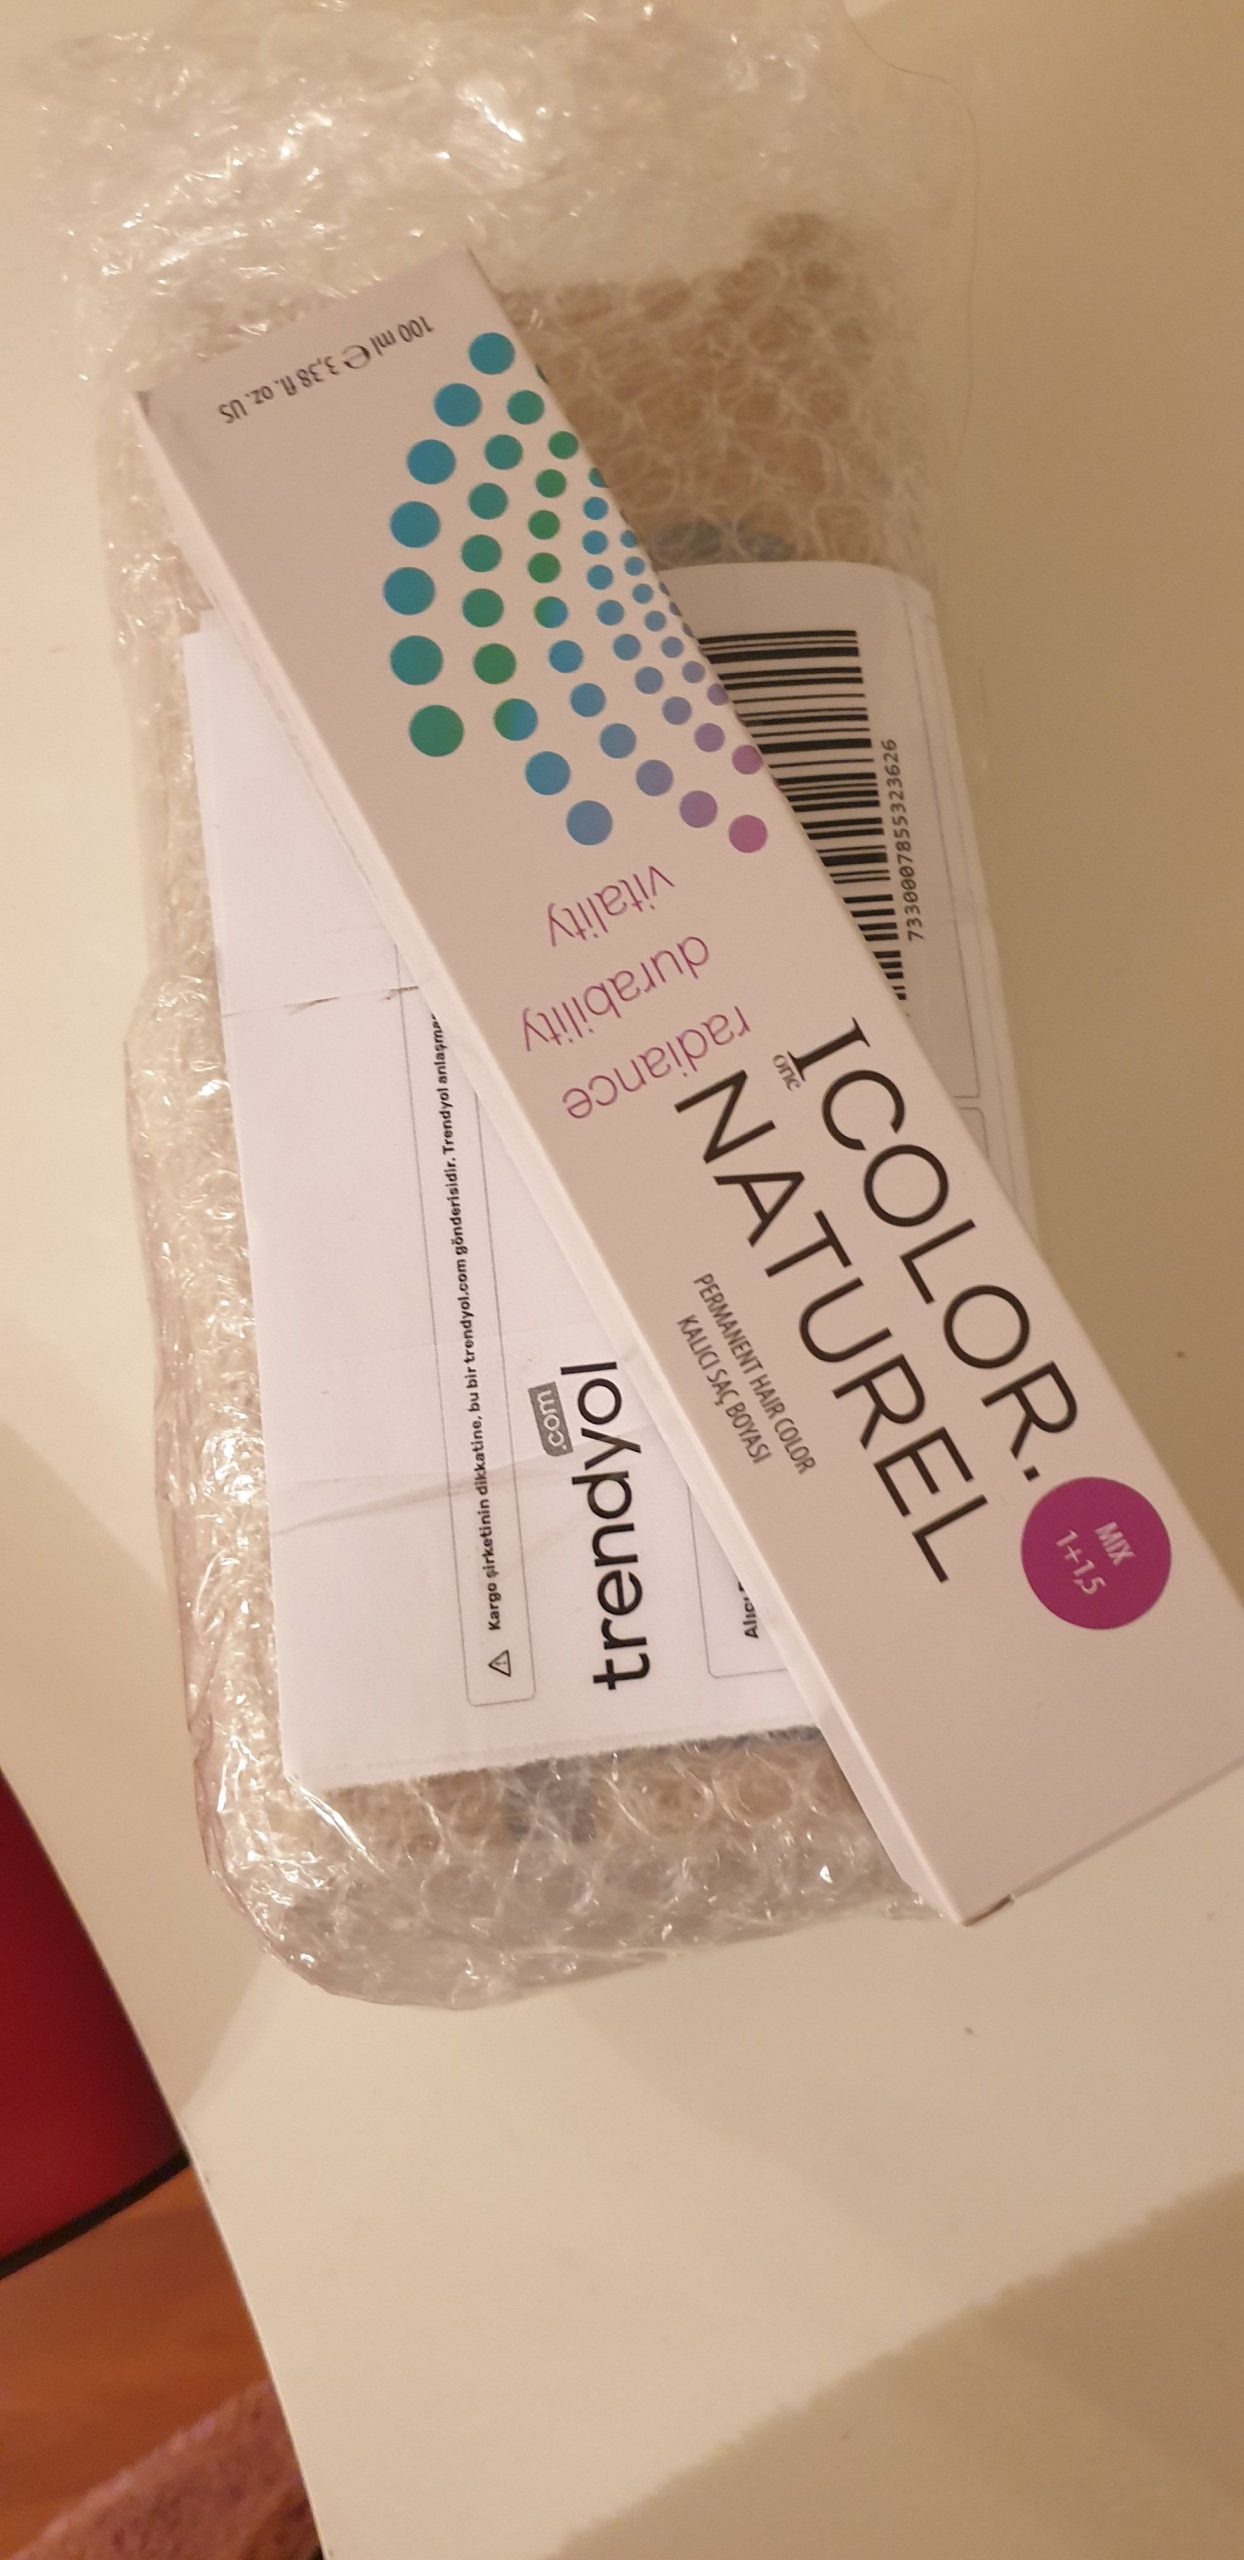 100 ml ℮ 3,38 fl. oz. US
vitality
durability
radiance
ICOLOR.
one
NATUREL
PERMANENT HAIR COLOR
KALICI SAÇ BOYASI
MIX
1+1,5
7330007855323626
Kargo şirketinin dikkatine, bu bir trendyol.com gönderisidir. Trendyol
trendyol
.com